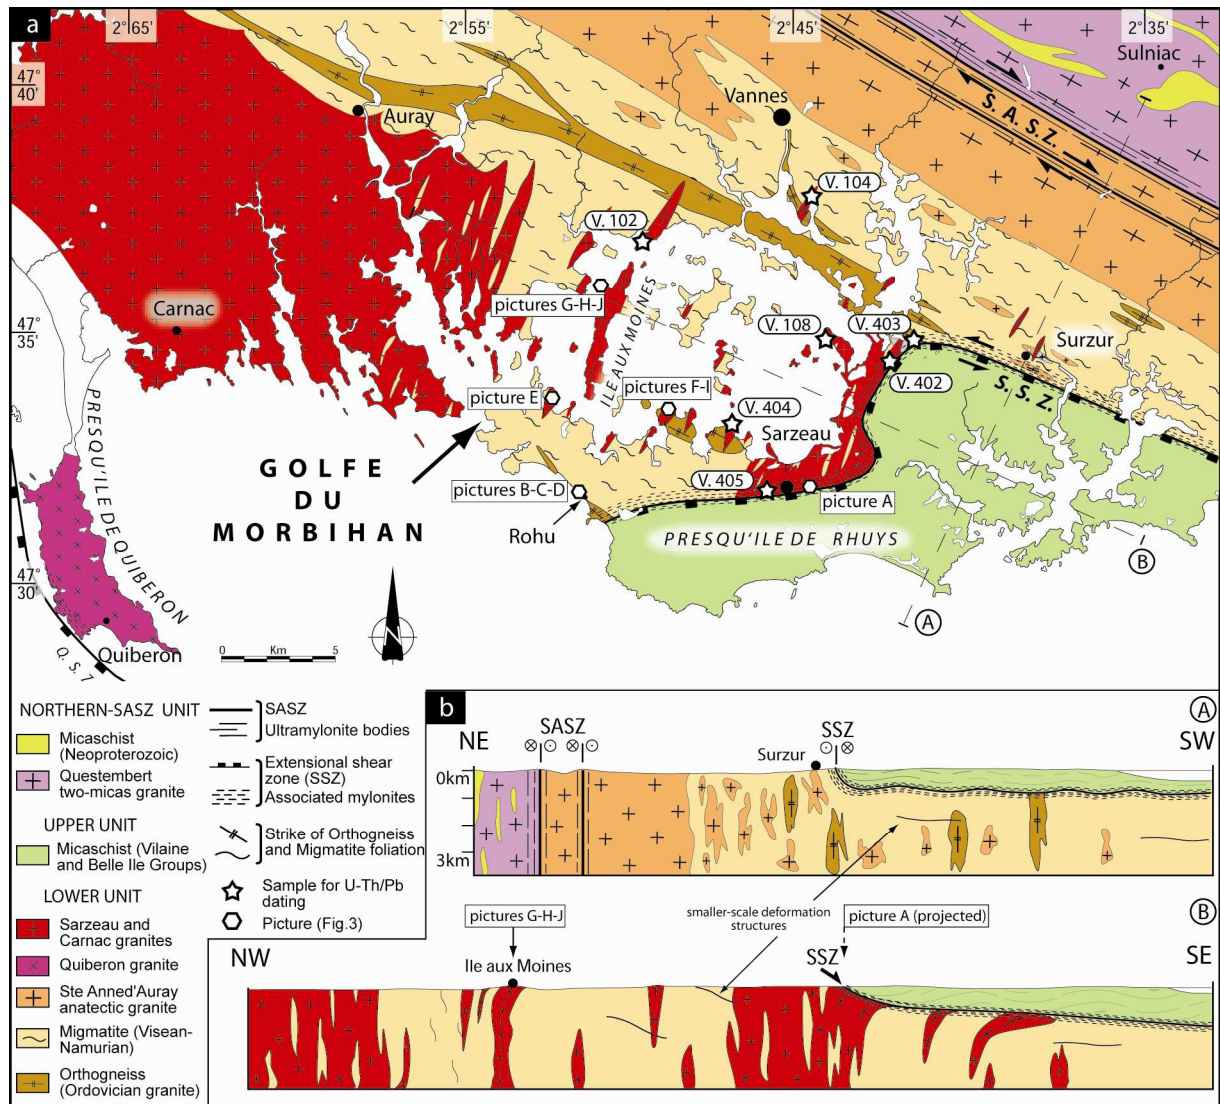 a
2°65'
2°55'
2°45'
2°35'
47°
40'
Sulniac
Auray
Vannes
S. A. S. Z.
V. 104
V. 102
pictures G-H-J
ILE AUX MOINES
Carnac
47°
35'
V. 108
V. 403
Surzur
S. S. Z.
V. 402
picture E
pictures F-I
V. 404
Sarzeau
PRESQU'ILE DE QUIBERON
GOLFE
DU
MORBIHAN
pictures B-C-D
V. 405
picture A
Rohu
PRESQU'ILE DE RHUYS
B
A
47°
30'
Quiberon
Q. S. 7
N
0 Km 5
NORTHERN-SASZ UNIT
Micaschist
(Neoproterozoic)
Questembert
two-micas granite
UPPER UNIT
Micaschist (Vilaine
and Belle Ile Groups)
LOWER UNIT
Sarzeau and
Carnac granites
Quiberon granite
Ste Anned'Auray
anatectic granite
Migmatite (Visean-
Namurian)
Orthogneiss
(Ordovician granite)
SASZ
Ultramylonite bodies
Extensional shear
zone (SSZ)
Associated mylonites
Strike of Orthogneiss
and Migmatite foliation
Sample for U-Th/Pb
dating
Picture (Fig.3)
b
A
NE
SASZ
SSZ
SW
Surzur
0km
3km
B
pictures G-H-J
smaller-scale deformation
structures
picture A (projected)
NW
Ile aux Moines
SSZ
SE